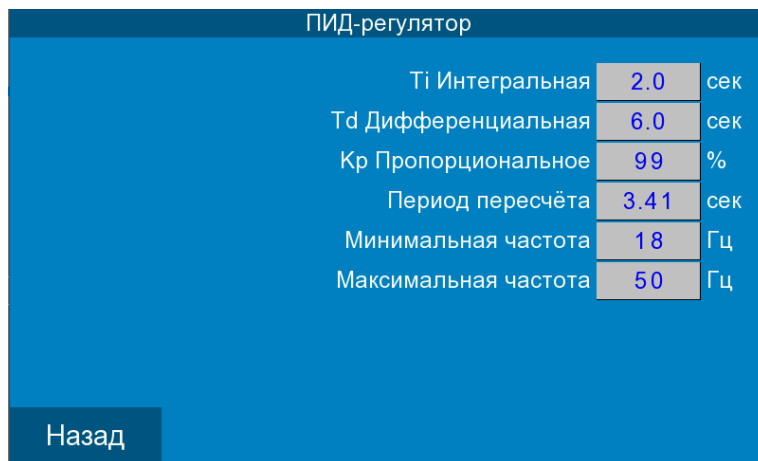 ПИД-регулятор
Ti Интегральная 2.0 сек
Td Дифференциальная 6.0 сек
Kp Пропорциональное 99 %
Период пересчёта 3.41 сек
Минимальная частота 18 Гц
Максимальная частота 50 Гц
Назад